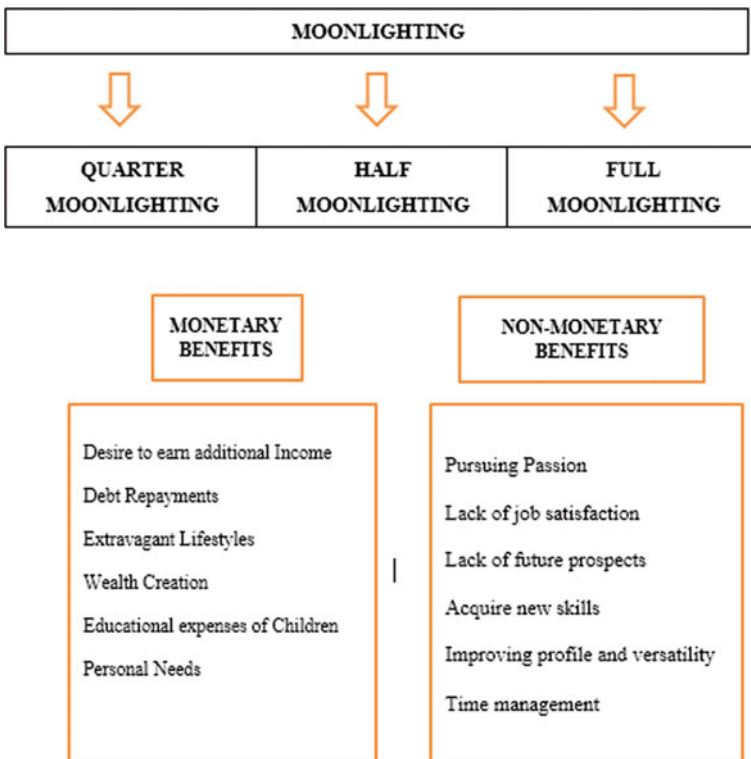 MOONLIGHTING
QUARTER
MOONLIGHTING
HALF
MOONLIGHTING
FULL
MOONLIGHTING
MONETARY
BENEFITS
NON-MONETARY
BENEFITS
Desire to earn additional Income
Debt Repayments
Extravagant Lifestyles
Wealth Creation
Educational expenses of Children
Personal Needs
Pursuing Passion
Lack of job satisfaction
Lack of future prospects
Acquire new skills
Improving profile and versatility
Time management